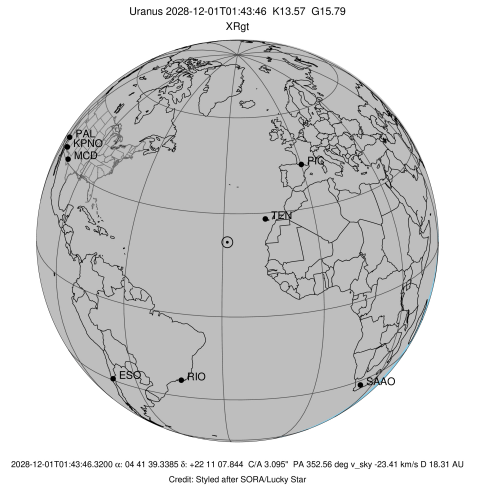 Uranus 2028-12-01T01:43:46 K13.57 G15.79
XRgt
PAL
KPNO
MCD
PIC
TEN
ESO
RIO
SAAO
2028-12-01T01:43:46.3200 α: 04 41 39.3385 δ: +22 11 07.844 C/A 3.095" PA 352.56 deg v_sky -23.41 km/s D 18.31 AU
Credit: Styled after SORA/Lucky Star